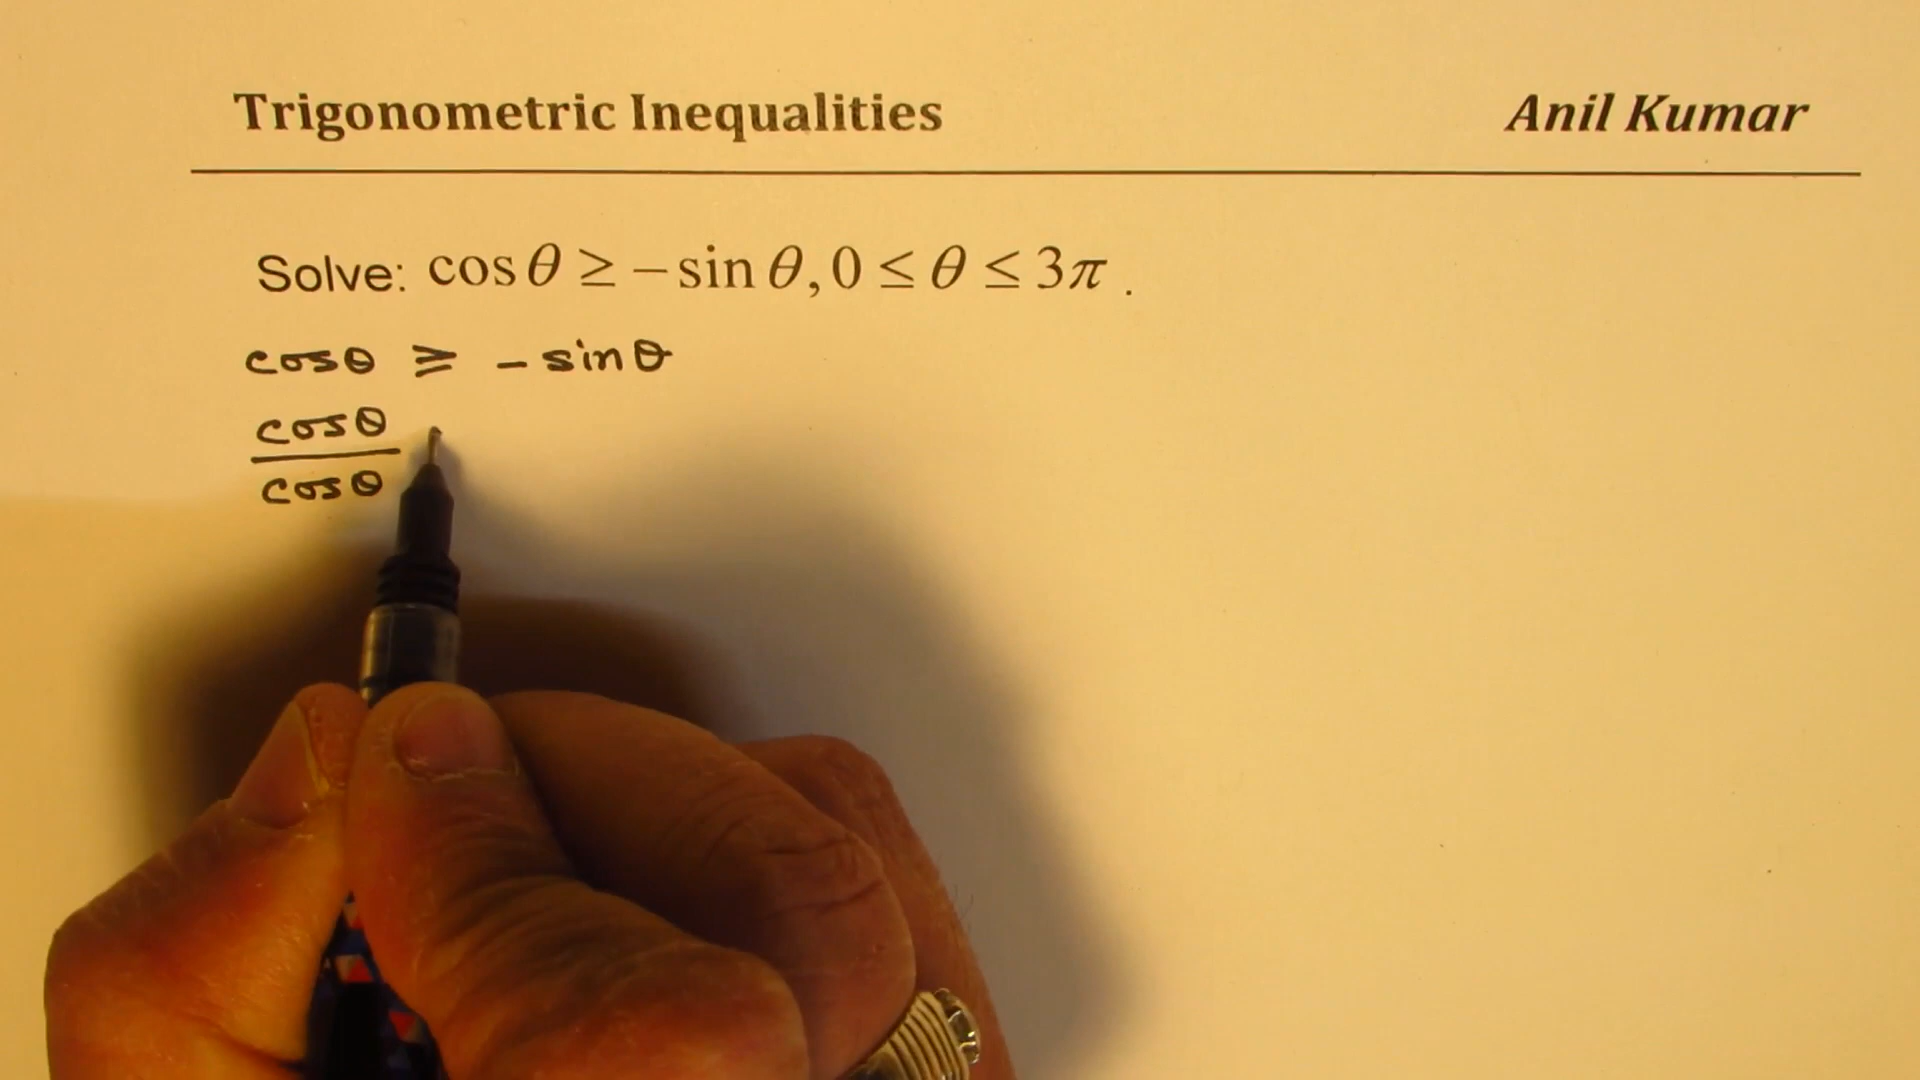 Trigonometric Inequalities Anil Kumar
Solve: cos θ ≥ − sin θ, 0 ≤ θ ≤ 3π .
cosθ ≥ - sinθ
cosθ
cosθ